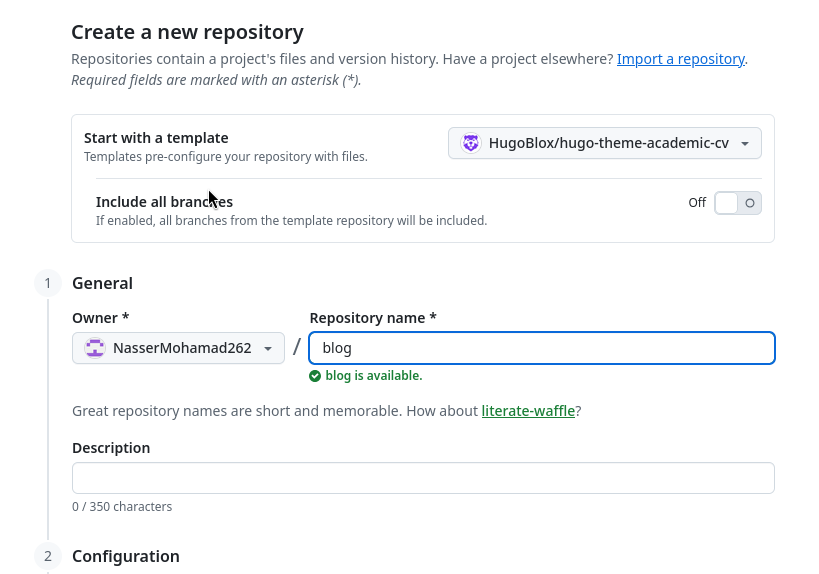 Create a new repository
Repositories contain a project's files and version history. Have a project elsewhere? Import a repository.
Required fields are marked with an asterisk (*).
Start with a template
Templates pre-configure your repository with files.
HugoBlox/hugo-theme-academic-cv
Include all branches
If enabled, all branches from the template repository will be included.
Off
1
General
Owner *
Repository name *
NasserMohamad262
/
blog
blog is available.
Great repository names are short and memorable. How about literate-waffle?
Description
0 / 350 characters
2
Configuration